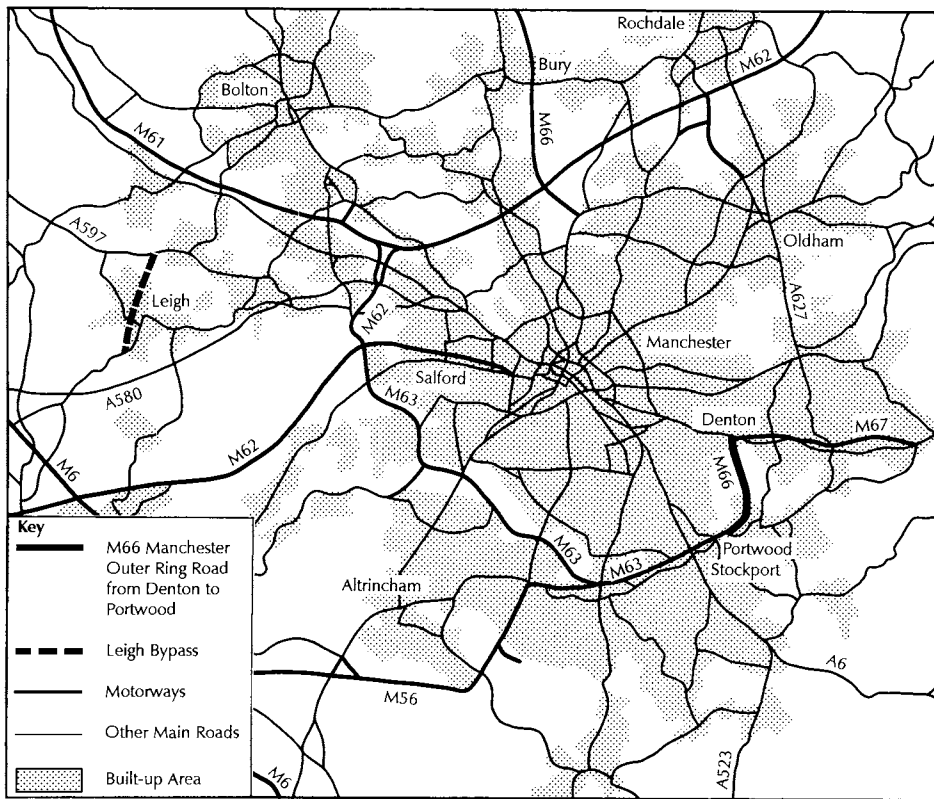 Rochdale
M62
Bury
Bolton
M66
M61
A597
Oldham
Leigh
A627
M62
Manchester
Salford
A580
M63
Denton
M67
M62
M66
M6
Key
M66 Manchester
Outer Ring Road
from Denton to
Portwood
Leigh Bypass
Motorways
Other Main Roads
Built-up Area
M63
M63
Portwood
Stockport
Altrincham
A6
M56
M6
A523